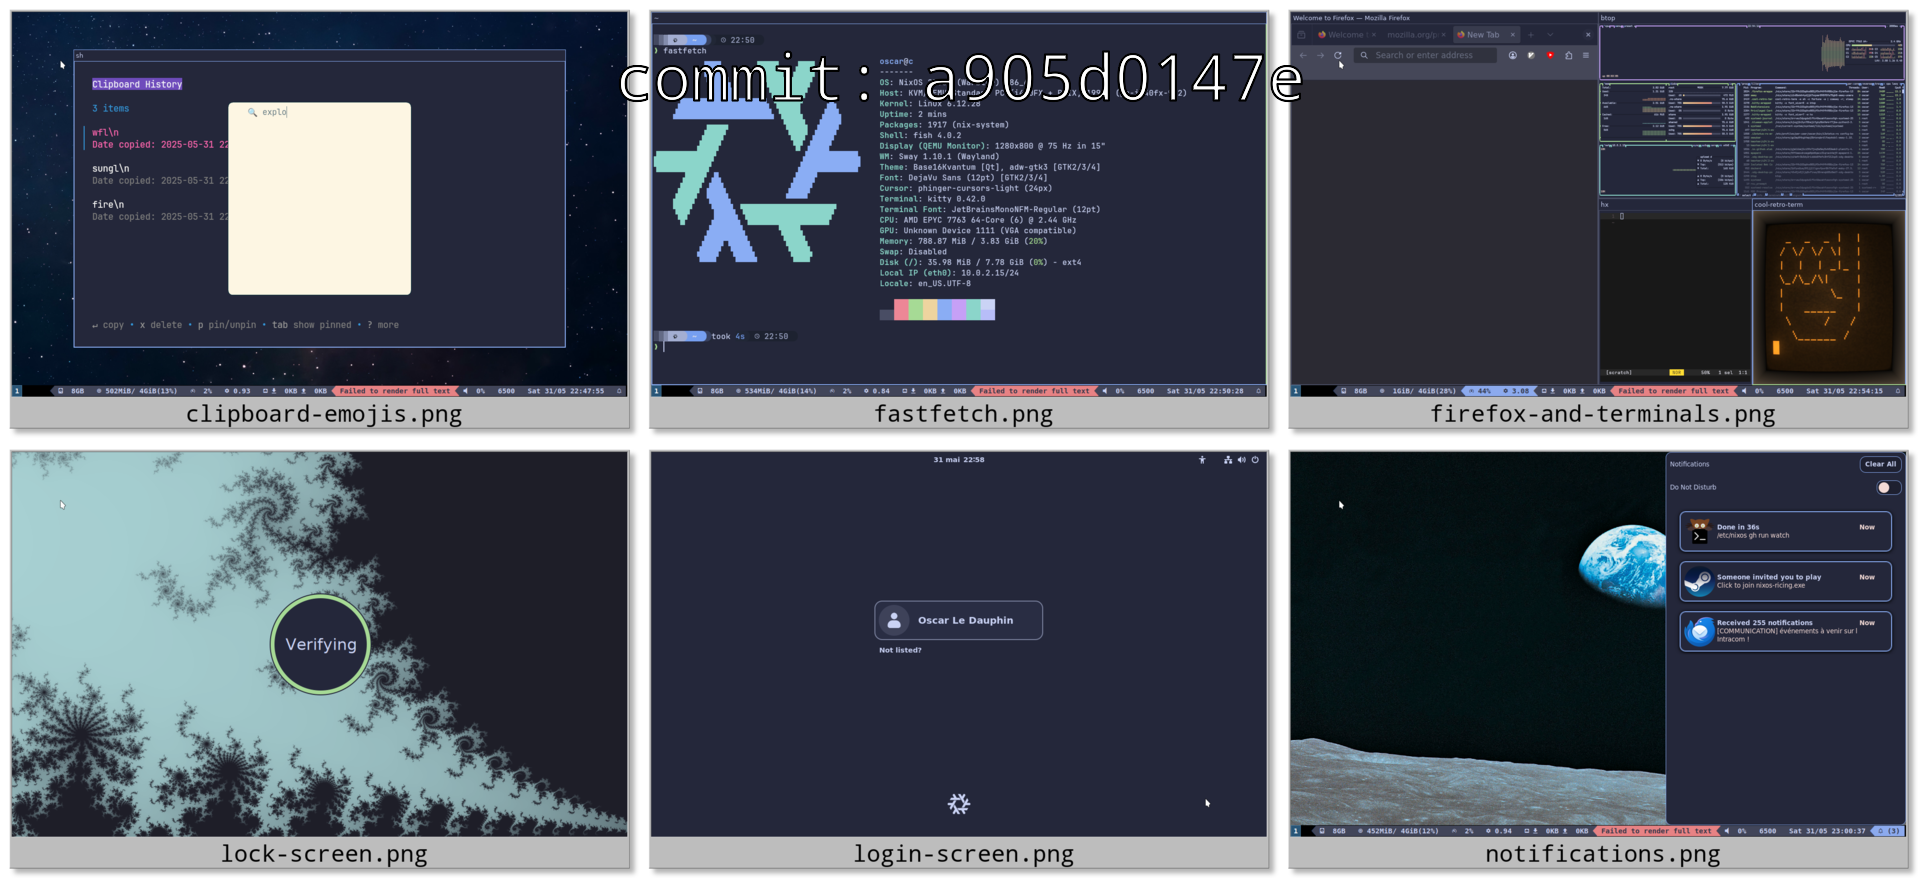 commit: a905d0147e
sh
Clipboard History
3 items
wfl\n
Date copied: 2025-05-31 22
sungl\n
Date copied: 2025-05-31 22
fire\n
Date copied: 2025-05-31 22
explo
↵ copy • x delete • p pin/unpin • tab show pinned • ? more
1 8GB 502MiB/ 4GiB(13%) 2% 0.93 0KB 0KB Failed to render full text 0% 6500 Sat 31/05 22:47:55
clipboard-emojis.png
~
~ 22:50
❯ fastfetch
oscar@c
-------
OS: NixOS
Host: KVM
Kernel: Linux 6.12.28
Uptime: 2 mins
Packages: 1917 (nix-system)
Shell: fish 4.0.2
Display (QEMU Monitor): 1280x800 @ 75 Hz in 15"
WM: Sway 1.10.1 (Wayland)
Theme: Base16Kvantum [Qt], adw-gtk3 [GTK2/3/4]
Font: DejaVu Sans (12pt) [GTK2/3/4]
Cursor: phinger-cursors-light (24px)
Terminal: kitty 0.42.0
Terminal Font: JetBrainsMonoNFM-Regular (12pt)
CPU: AMD EPYC 7763 64-Core (6) @ 2.44 GHz
GPU: Unknown Device 1111 (VGA compatible)
Memory: 788.87 MiB / 3.83 GiB (20%)
Swap: Disabled
Disk (/): 35.98 MiB / 7.78 GiB (0%) - ext4
Local IP (eth0): 10.0.2.15/24
Locale: en_US.UTF-8
~ took 4s 22:50
❯
1 8GB 534MiB/ 4GiB(14%) 2% 0.84 0KB 0KB Failed to render full text 0% 6500 Sat 31/05 22:50:28
fastfetch.png
Welcome to Firefox — Mozilla Firefox
Welcome mozilla.org/p New Tab
Search or enter address
btop
hx
[scratch] 50% 1 sel 1:1
cool-retro-term
1 8GB 1GiB/ 4GiB(28%) 44% 3.08 0KB 0KB Failed to render full text 0% 6500 Sat 31/05 22:54:15
firefox-and-terminals.png
Verifying
lock-screen.png
31 mai 22:58
Oscar Le Dauphin
Not listed?
login-screen.png
Notifications Clear All
Do Not Disturb
Done in 36s Now
/etc/nixos gh run watch
Someone invited you to play Now
Click to join nixos-ricing.exe
Received 255 notifications Now
[COMMUNICATION] événements à venir sur l
Intracom !
1 8GB 452MiB/ 4GiB(12%) 2% 0.94 0KB 0KB Failed to render full text 0% 6500 Sat 31/05 23:00:37 (3)
notifications.png